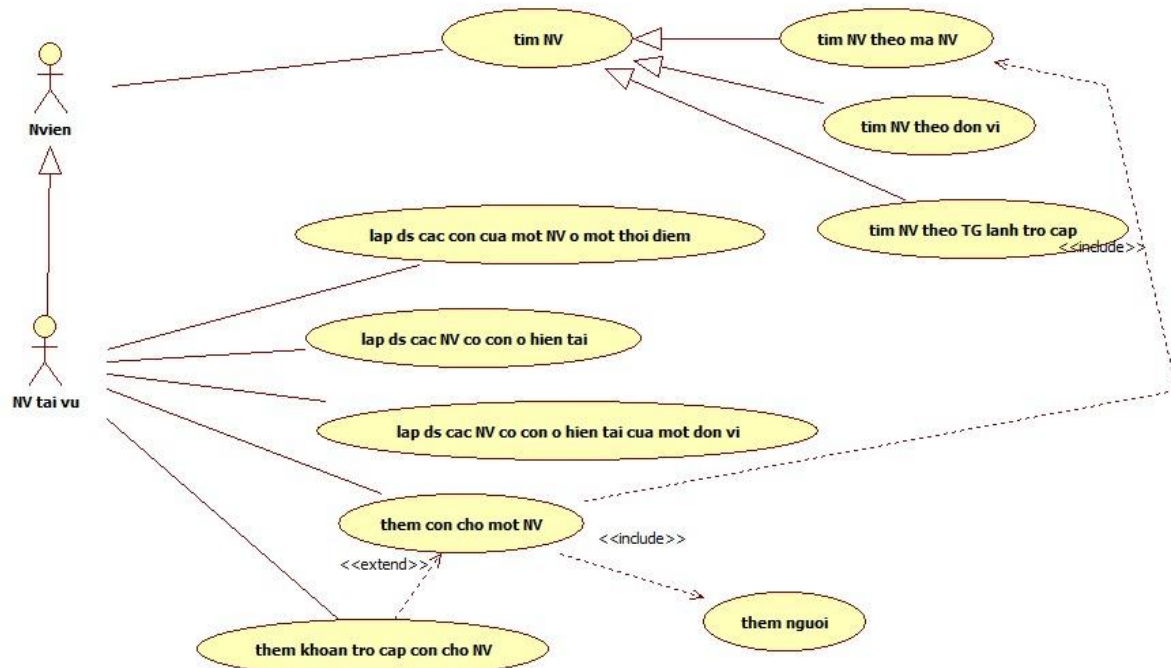 tim NV
tim NV theo ma NV
Nvien
tim NV theo don vi
lap ds cac con cua mot NV o mot thoi diem
tim NV theo TG lanh tro cap
<<include>>
lap ds cac NV co con o hien tai
NV tai vu
lap ds cac NV co con o hien tai cua mot don vi
them con cho mot NV
<<include>>
<<extend>>
them nguoi
them khoan tro cap con cho NV